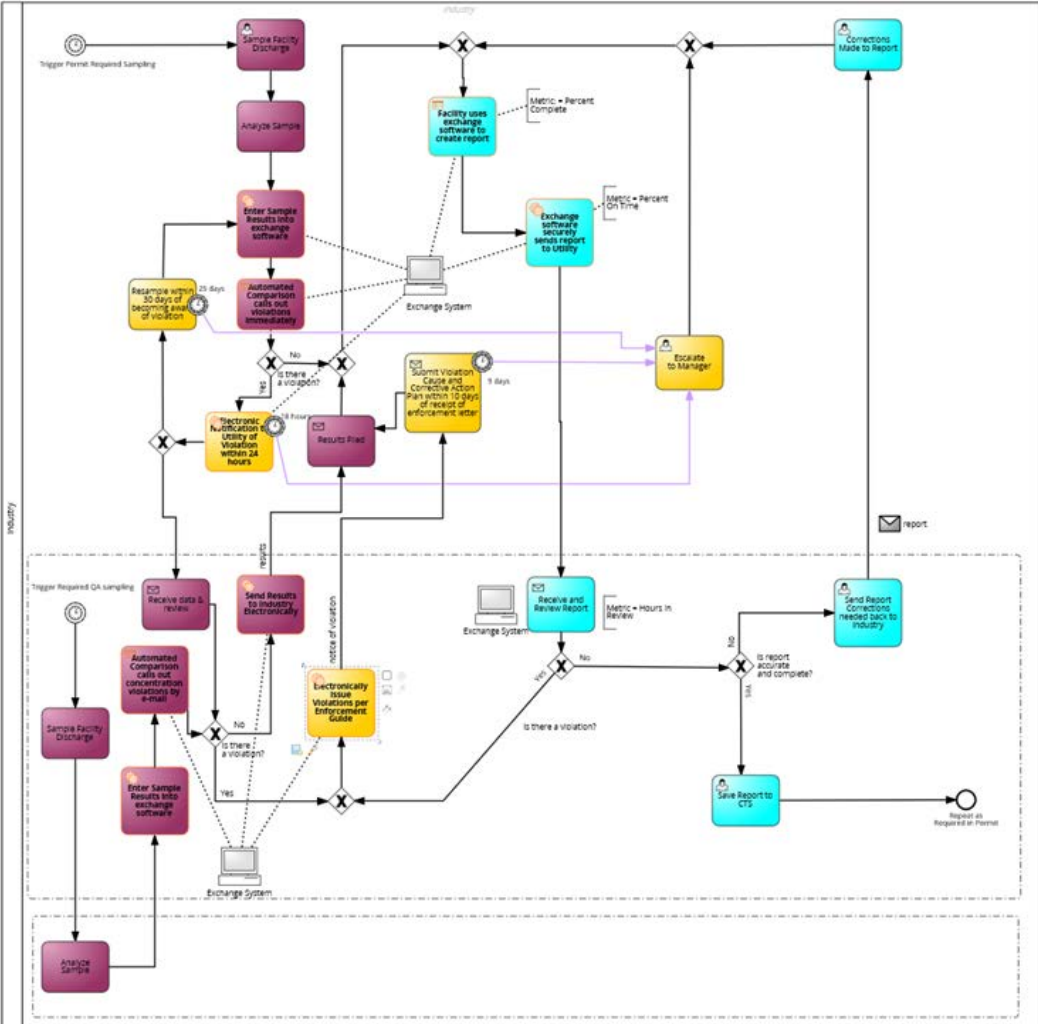 Industry
Trigger Permit Required Sampling
Sample Facility
Discharge
Corrections
Made to Report
X
X
Analyze Sample
Facility uses
exchange
software to
create report
Metric: = Percent
Complete
Enter Sample
Results into
exchange
software
Exchange
software
securely
sends report
to Utility
Metric = Percent
On Time
Resample within
30 days of
becoming aware
of violation
25 days
Automated
Comparison
calls out
violations
immediately
Exchange System
X
No
X
Is there
a violation?
Yes
Submit Violation
Cause and
Corrective Action
Plan within 10 days
of receipt of
enforcement letter
9 days
Escalate
to Manager
X
Electronic
Notification t
Utility of
Violation
within 24
hours
18 hours
Results Filed
Industry
report
Trigger Required QA sampling
Receive data &
review
results
Send Results
to Industry
Electronically
notice of violation
Exchange System
Receive and
Review Report
Metric = Hours in
Review
Send Report
Corrections
needed back to
Industry
Automated
Comparison
calls out
concentration
violations by
e-mail
Electronically
Issue
Violations per
Enforcement
Guide
X
No
Yes
No
X
Is report
accurate
and complete?
Yes
Sample Facility
Discharge
X
No
Is there
a violation?
Is there a violation?
Enter Sample
Results into
exchange
software
Yes
X
Save Report to
CTS
Repeat as
Required in Permit
Exchange System
Analyze
Sample